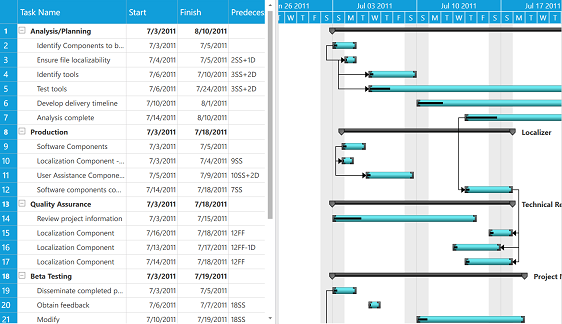 Task Name Start Finish Predeces
n 26 2011 Jul 03 2011 Jul 10 2011 Jul 17 2011
T W T F S S M T W T F S S M T W T F S S M T W
1 Analysis/Planning 7/3/2011 8/10/2011
2 Identify Components to b... 7/3/2011 7/5/2011
3 Ensure file localizability 7/4/2011 7/5/2011 2SS+1D
4 Identify tools 7/6/2011 7/10/2011 3SS+2D
5 Test tools 7/6/2011 7/24/2011 3SS+2D
6 Develop delivery timeline 7/10/2011 8/1/2011
7 Analysis complete 7/14/2011 8/10/2011
8 Production 7/3/2011 7/18/2011 Localizer
9 Software Components 7/3/2011 7/5/2011
10 Localization Component -... 7/3/2011 7/4/2011 9SS
11 User Assistance Compone... 7/5/2011 7/9/2011 10SS+2D
12 Software components co... 7/14/2011 7/18/2011 7SS
13 Quality Assurance 7/3/2011 7/18/2011 Technical Re
14 Review project information 7/3/2011 7/15/2011
15 Localization Component 7/16/2011 7/18/2011 12FF
16 Localization Component 7/13/2011 7/17/2011 12FF-1D
17 Localization Component 7/14/2011 7/18/2011 12FF
18 Beta Testing 7/3/2011 7/19/2011 Project M
19 Disseminate completed p... 7/3/2011 7/5/2011
20 Obtain feedback 7/6/2011 7/7/2011 18SS
21 Modify 7/10/2011 7/19/2011 18SS